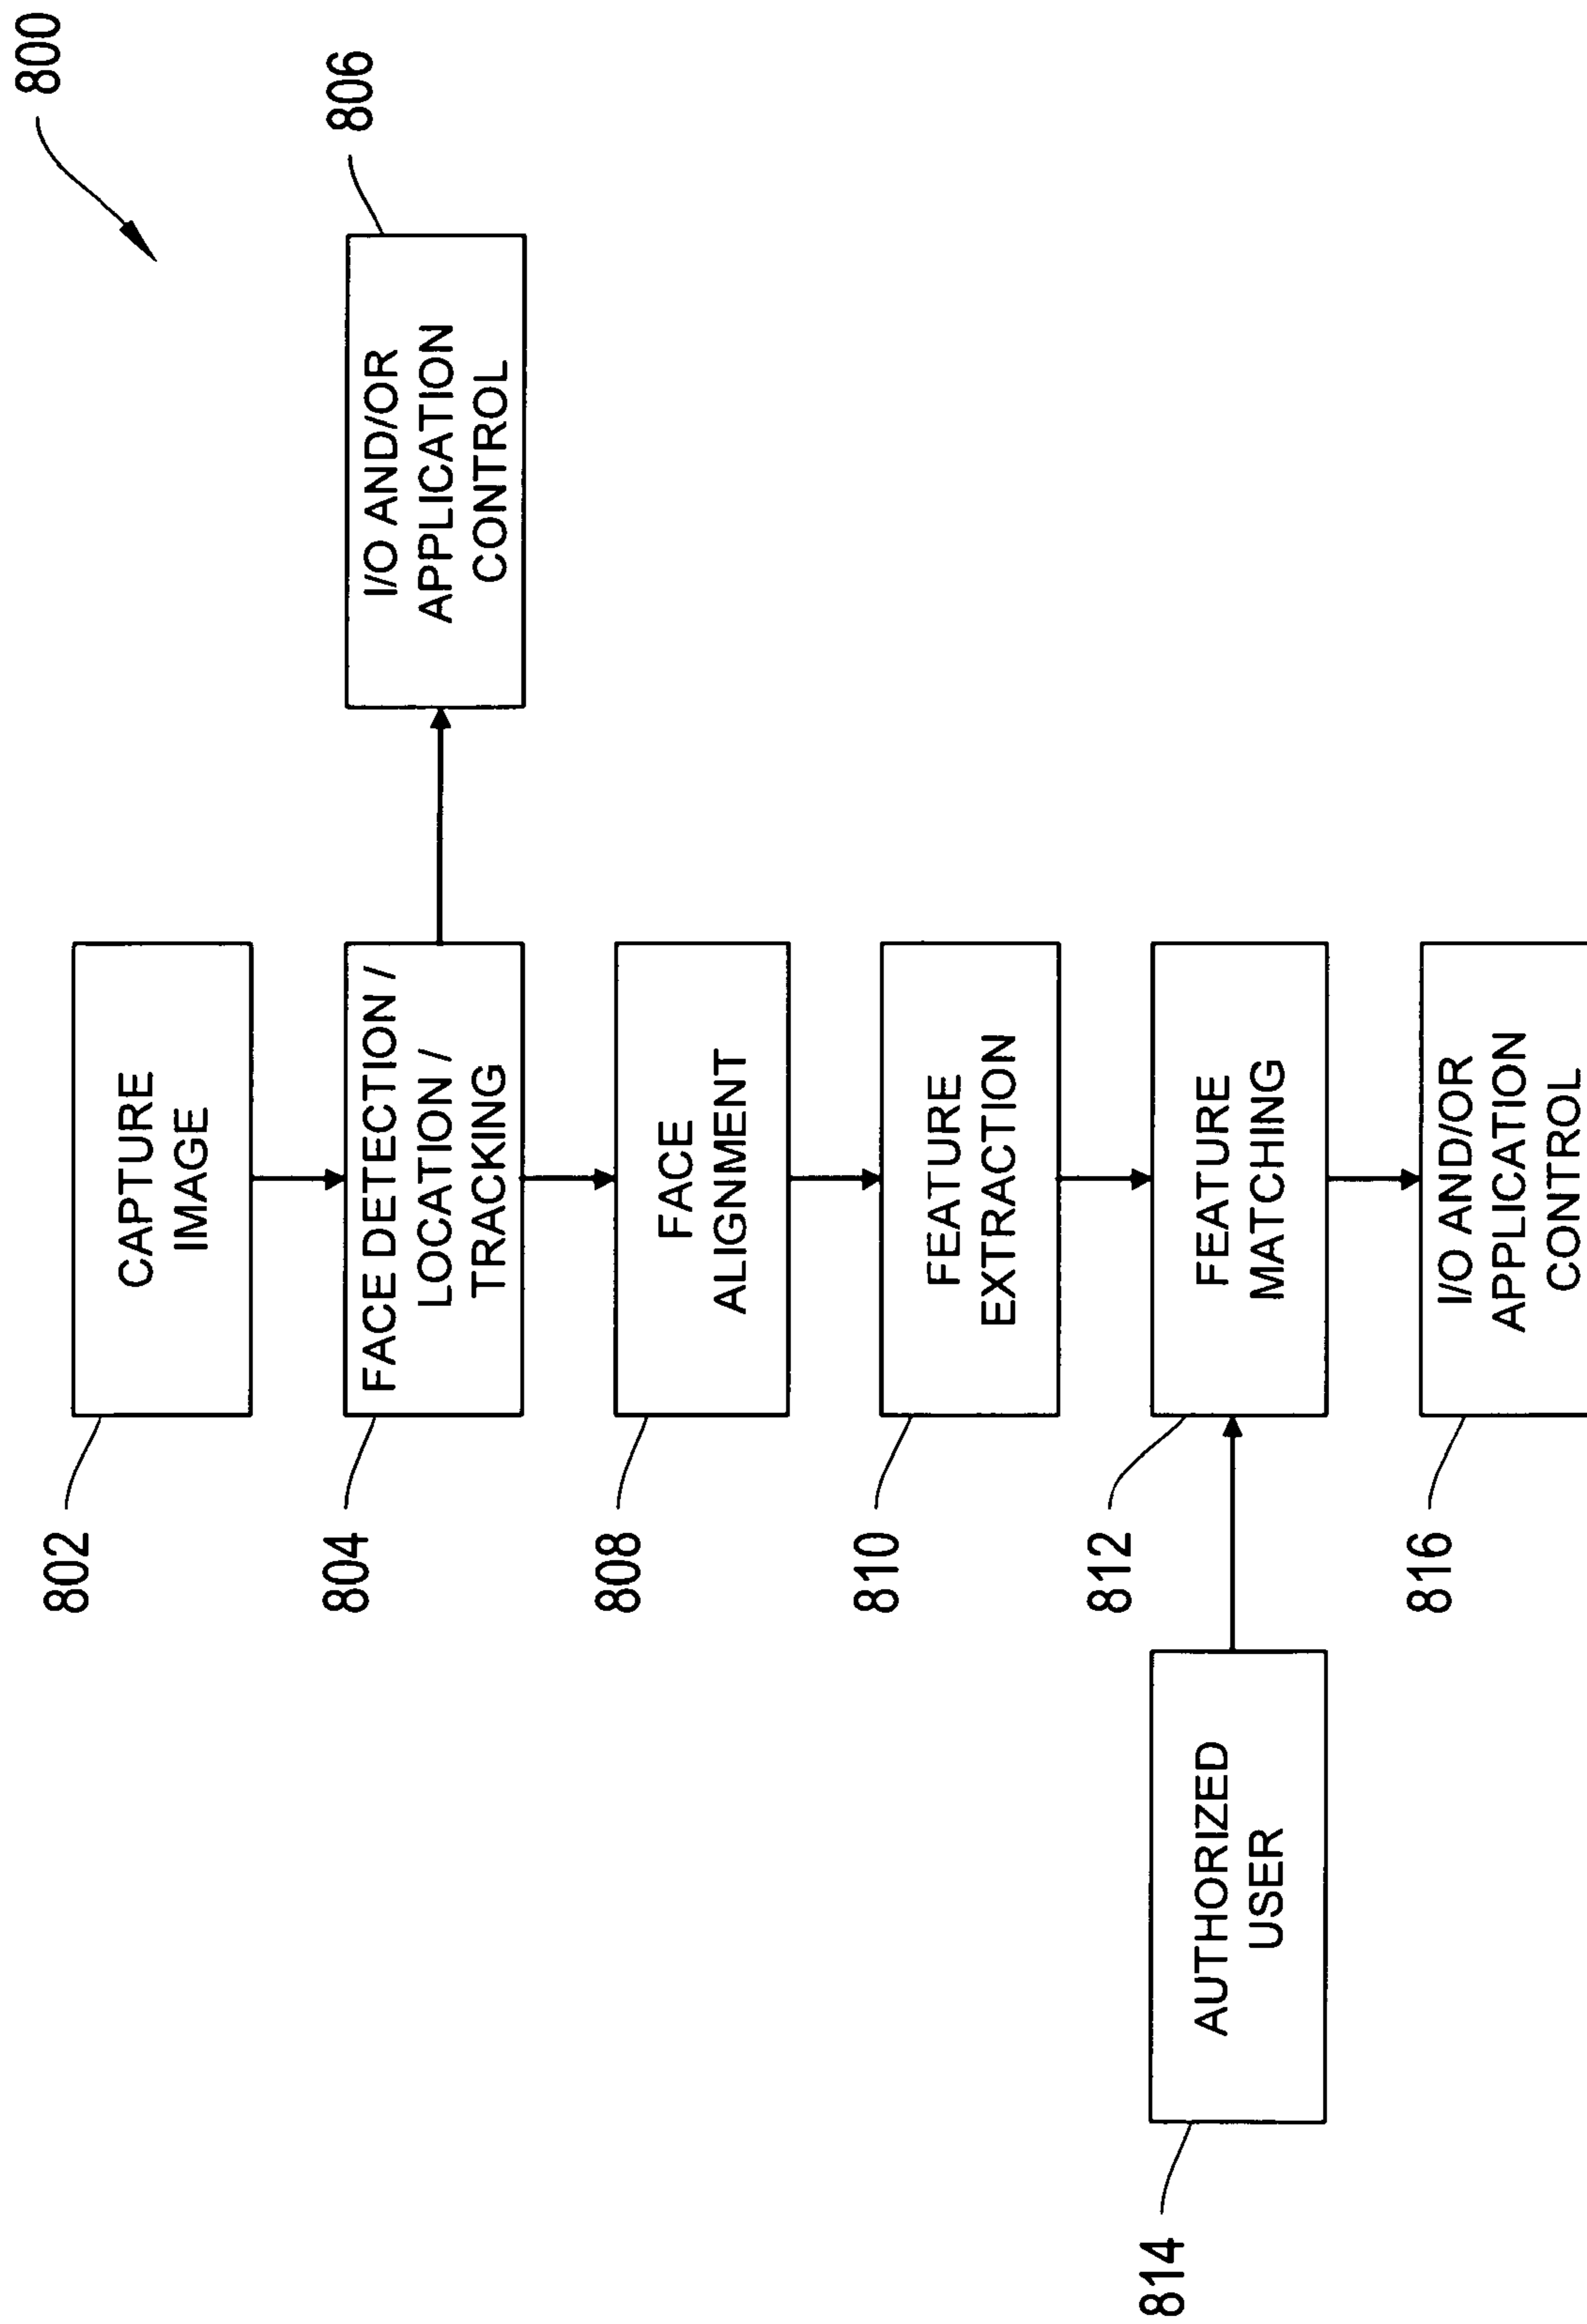 800
802
CAPTURE
IMAGE
804
FACE DETECTION /
LOCATION /
TRACKING
806
I/O AND/OR
APPLICATION
CONTROL
808
FACE
ALIGNMENT
810
FEATURE
EXTRACTION
812
FEATURE
MATCHING
814
AUTHORIZED
USER
816
I/O AND/OR
APPLICATION
CONTROL